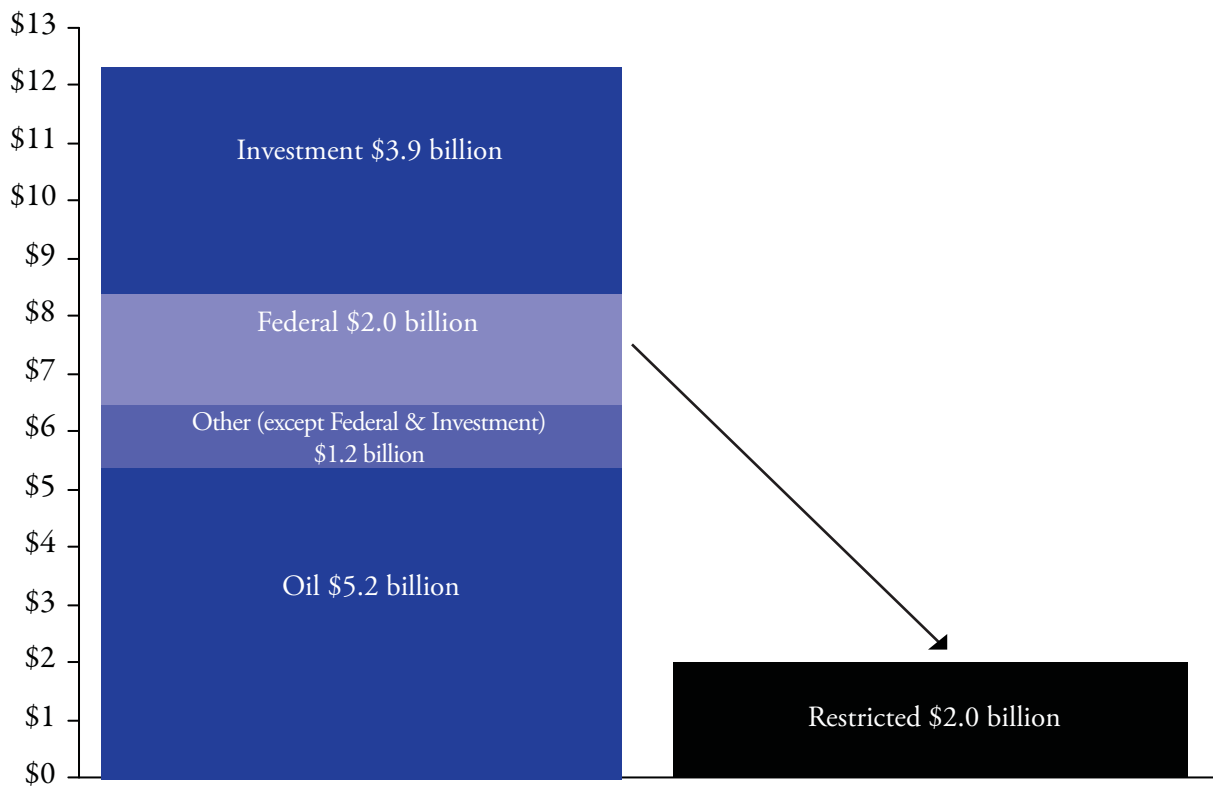 $13
$12
$11
$10
$9
$8
$7
$6
$5
$4
$3
$2
$1
$0
Investment $3.9 billion
Federal $2.0 billion
Other (except Federal & Investment)
$1.2 billion
Oil $5.2 billion
Restricted $2.0 billion